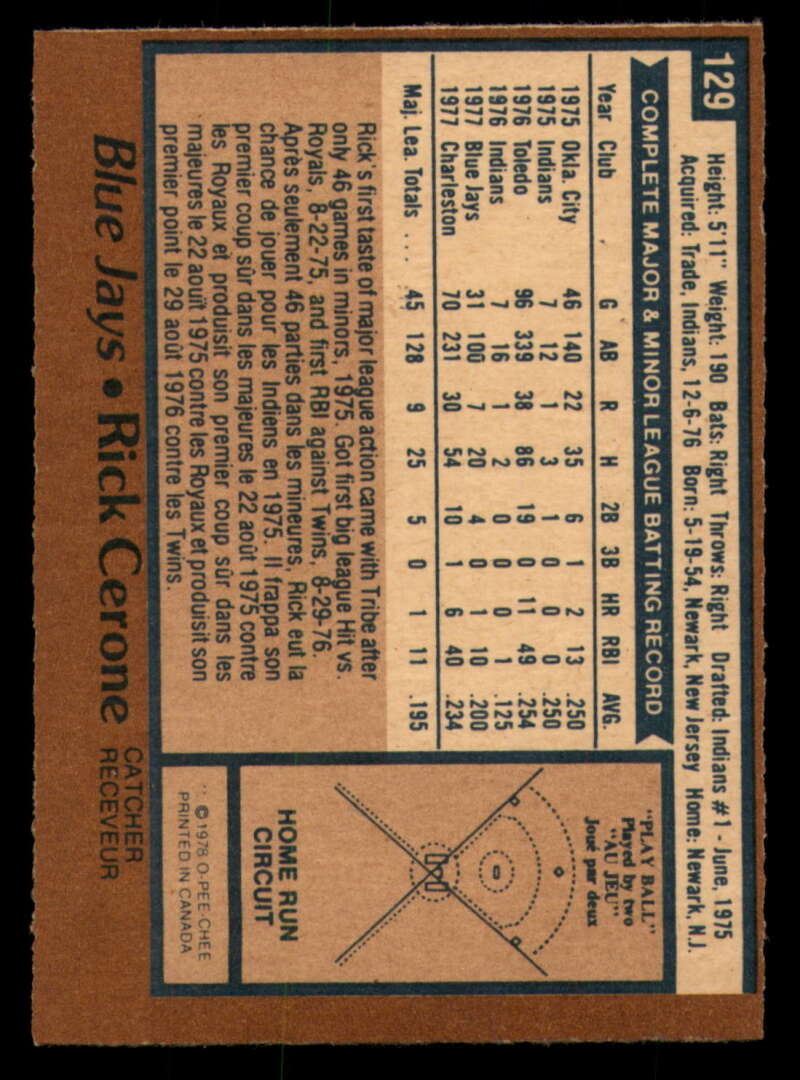 129
Height: 5'11" Weight: 190 Bats: Right Throws: Right Drafted: Indians #1 - June, 1975
Acquired: Trade, Indians, 12-6-76 Born: 5-19-54, Newark, New Jersey Home: Newark, N.J.
COMPLETE MAJOR & MINOR LEAGUE BATTING RECORD
Year Club G AB R H 2B 3B HR RBI AVG.
1975 Okla. City 46 140 22 35 6 1 2 13 .250
1975 Indians 7 12 1 3 1 0 0 0 .250
1976 Toledo 96 339 38 86 19 0 11 49 .254
1976 Indians 7 16 1 2 0 0 0 1 .125
1977 Blue Jays 31 100 7 20 4 0 1 10 .200
1977 Charleston 70 231 30 54 10 1 6 40 .234
Maj. Lea. Totals ... 45 128 9 25 5 0 1 11 .195
Rick's first taste of major league action came with Tribe after
only 46 games in minors, 1975. Got first big league Hit vs.
Royals, 8-22-75, and first RBI against Twins, 8-29-76.
Après seulement 46 parties dans les mineures, Rick eut la
chance de jouer pour les Indiens en 1975. Il frappa son
premier coup sûr dans les majeures le 22 août 1975 contre
les Royaux et produisit son premier coup sûr dans les
majeures le 22 aouît 1975 contre les Royaux et produisit son
premier point le 29 août 1976 contre les Twins.
"PLAY BALL"
Played by two
"AU JEU"
Joué par deux
HOME RUN
CIRCUIT
© 1978 O-PEE-CHEE
PRINTED IN CANADA
Blue Jays • Rick Cerone CATCHER
RECEVEUR